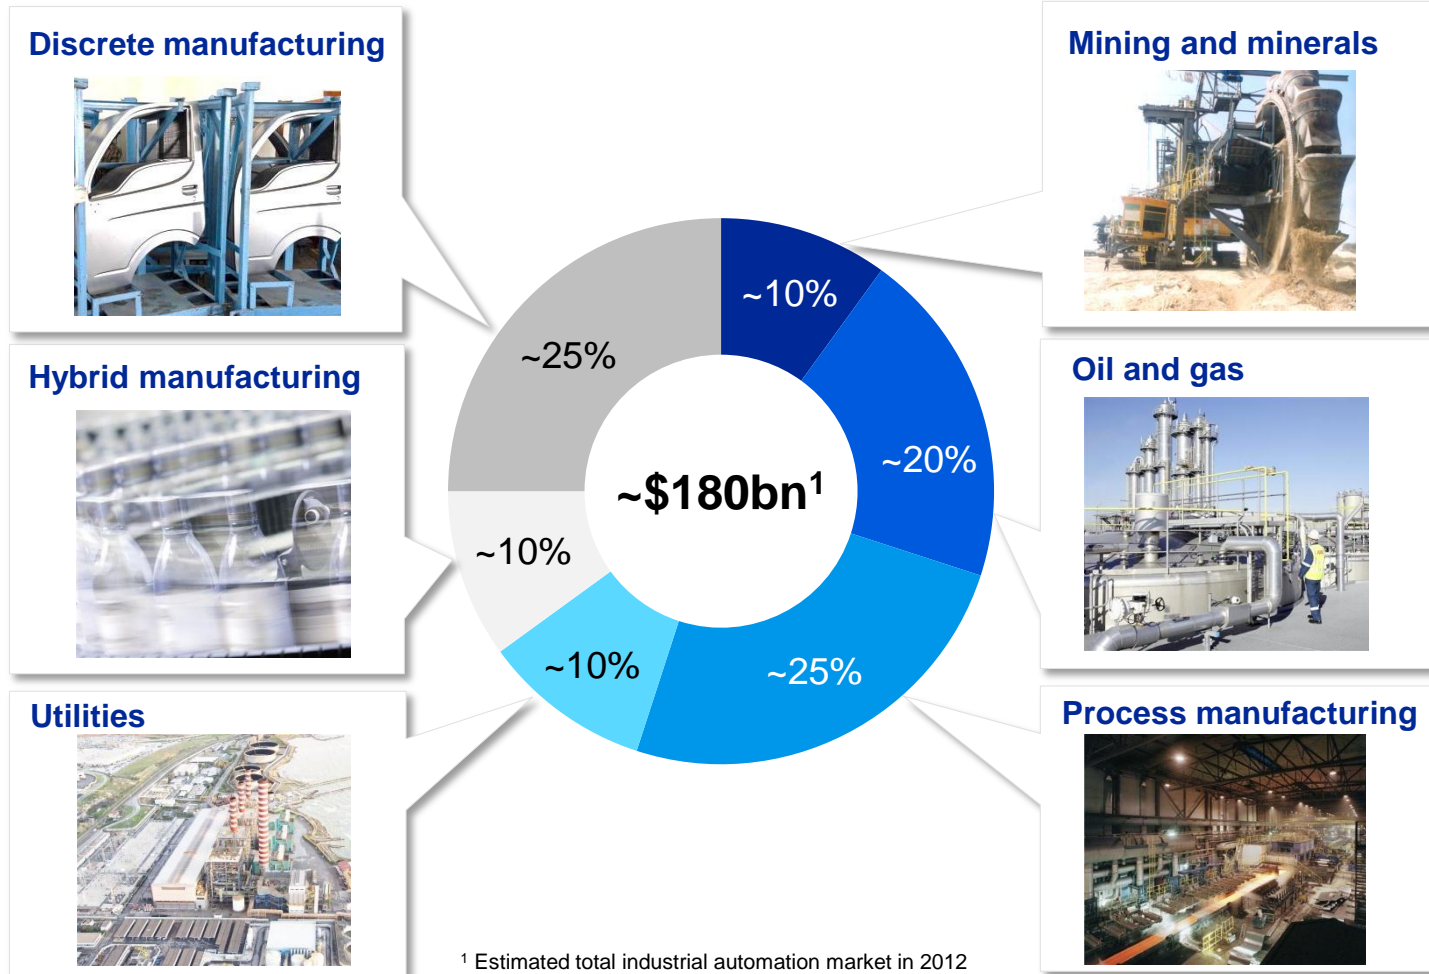 Discrete manufacturing
Mining and minerals
Hybrid manufacturing
Oil and gas
Utilities
Process manufacturing
~10%
~20%
~25%
~10%
~10%
~25%
~$180bn¹
¹ Estimated total industrial automation market in 2012